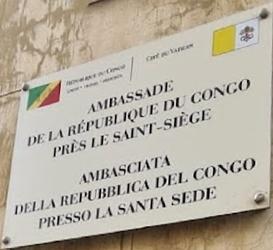 RÉPUBLIQUE DU CONGO
CITÉ DU VATICAN
AMBASSADE
DE LA RÉPUBLIQUE DU CONGO
PRÈS LE SAINT-SIÈGE
AMBASCIATA
DELLA REPUBBLICA DEL CONGO
PRESSO LA SANTA SEDE